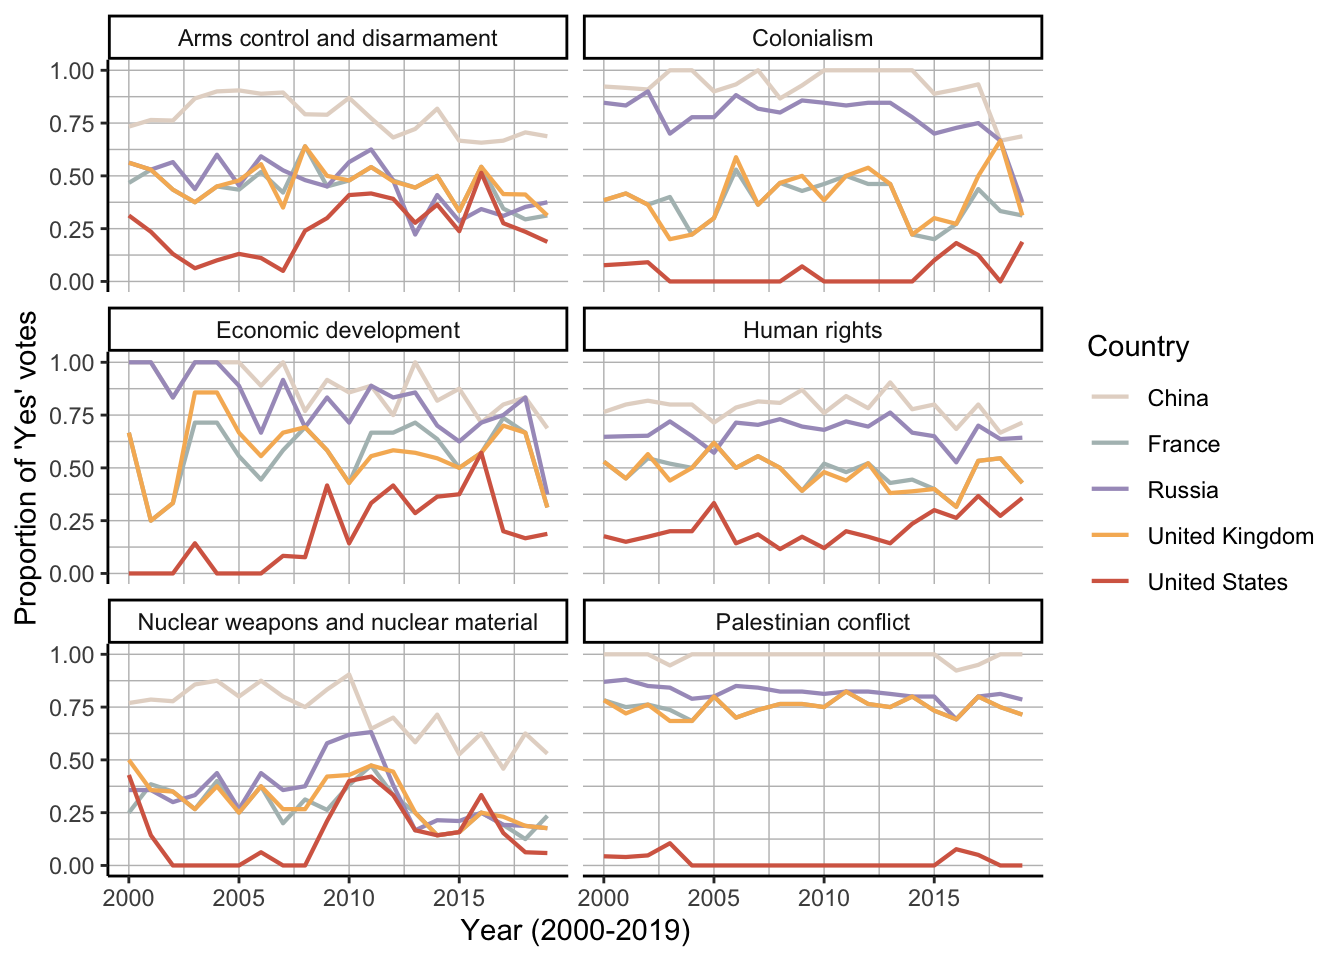 Arms control and disarmament
Colonialism
1.00
0.75
0.50
0.25
0.00
Economic development
Human rights
1.00
0.75
0.50
0.25
0.00
Nuclear weapons and nuclear material
Palestinian conflict
1.00
0.75
0.50
0.25
0.00
2000 2005 2010 2015
2000 2005 2010 2015
Year (2000-2019)
Proportion of 'Yes' votes
Country
China
France
Russia
United Kingdom
United States